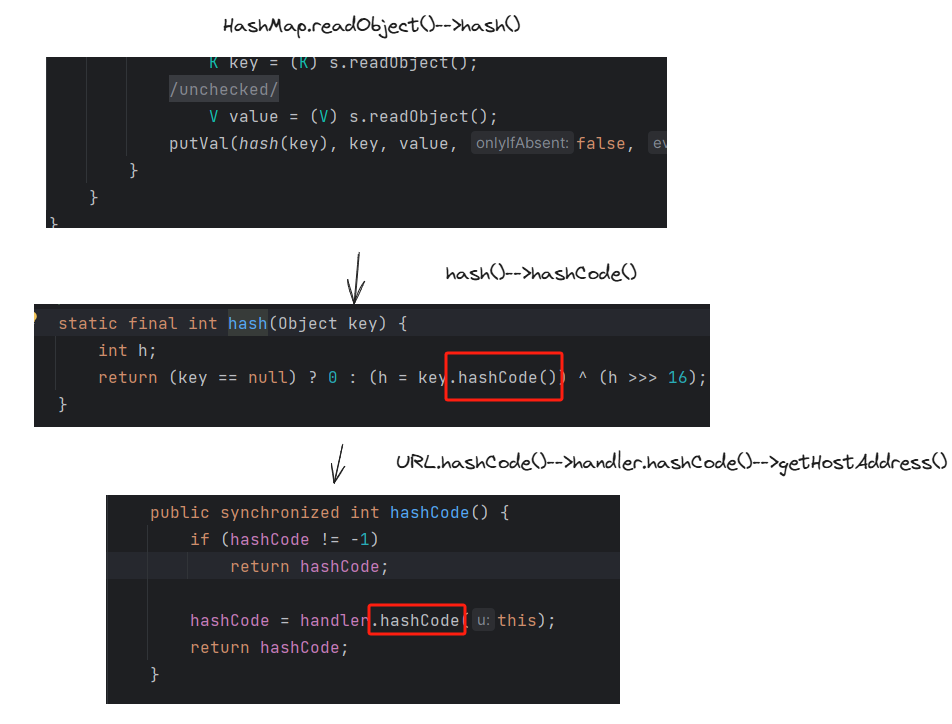 HashMap.readObject()-->hash()
K key = (K) s.readObject();
/unchecked/
V value = (V) s.readObject();
putVal(hash(key), key, value, onlyIfAbsent: false, ev
}
}
}
hash()-->hashCode()
static final int hash(Object key) {
int h;
return (key == null) ? 0 : (h = key.hashCode()) ^ (h >>> 16);
}
URL.hashCode()-->handler.hashCode()-->getHostAddress()
public synchronized int hashCode() {
if (hashCode != -1)
return hashCode;
hashCode = handler.hashCode( u: this);
return hashCode;
}